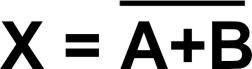 X = A̅+̅B̅